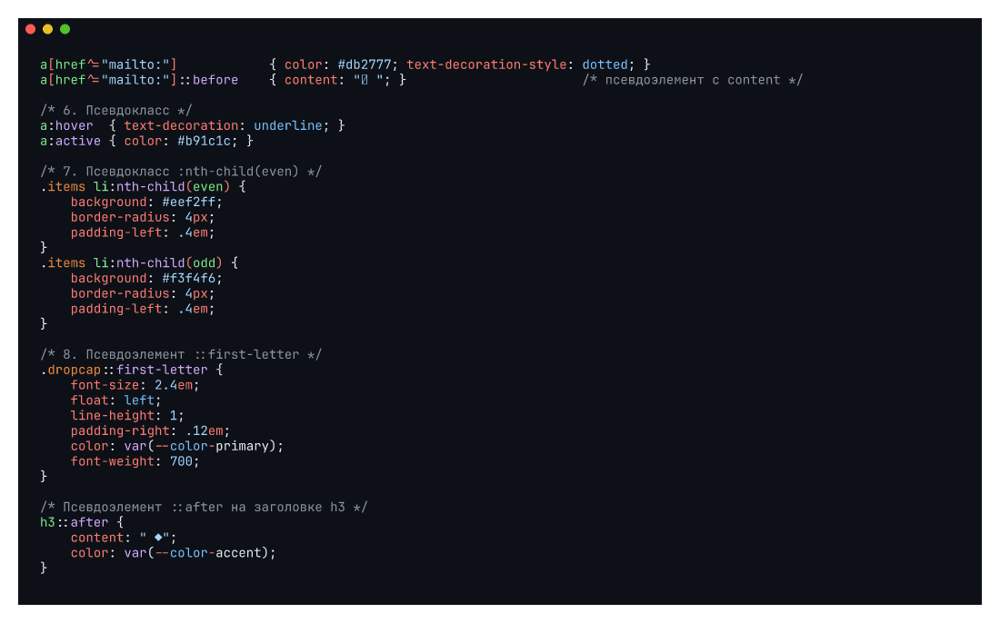 a[href^="mailto:"]            { color: #db2777; text-decoration-style: dotted; }
a[href^="mailto:"]::before    { content: " "; }                       /* псевдоэлемент с content */

/* 6. Псевдокласс */
a:hover  { text-decoration: underline; }
a:active { color: #b91c1c; }

/* 7. Псевдокласс :nth-child(even) */
.items li:nth-child(even) {
    background: #eef2ff;
    border-radius: 4px;
    padding-left: .4em;
}
.items li:nth-child(odd) {
    background: #f3f4f6;
    border-radius: 4px;
    padding-left: .4em;
}

/* 8. Псевдоэлемент ::first-letter */
.dropcap::first-letter {
    font-size: 2.4em;
    float: left;
    line-height: 1;
    padding-right: .12em;
    color: var(--color-primary);
    font-weight: 700;
}

/* Псевдоэлемент ::after на заголовке h3 */
h3::after {
    content: " ◆";
    color: var(--color-accent);
}